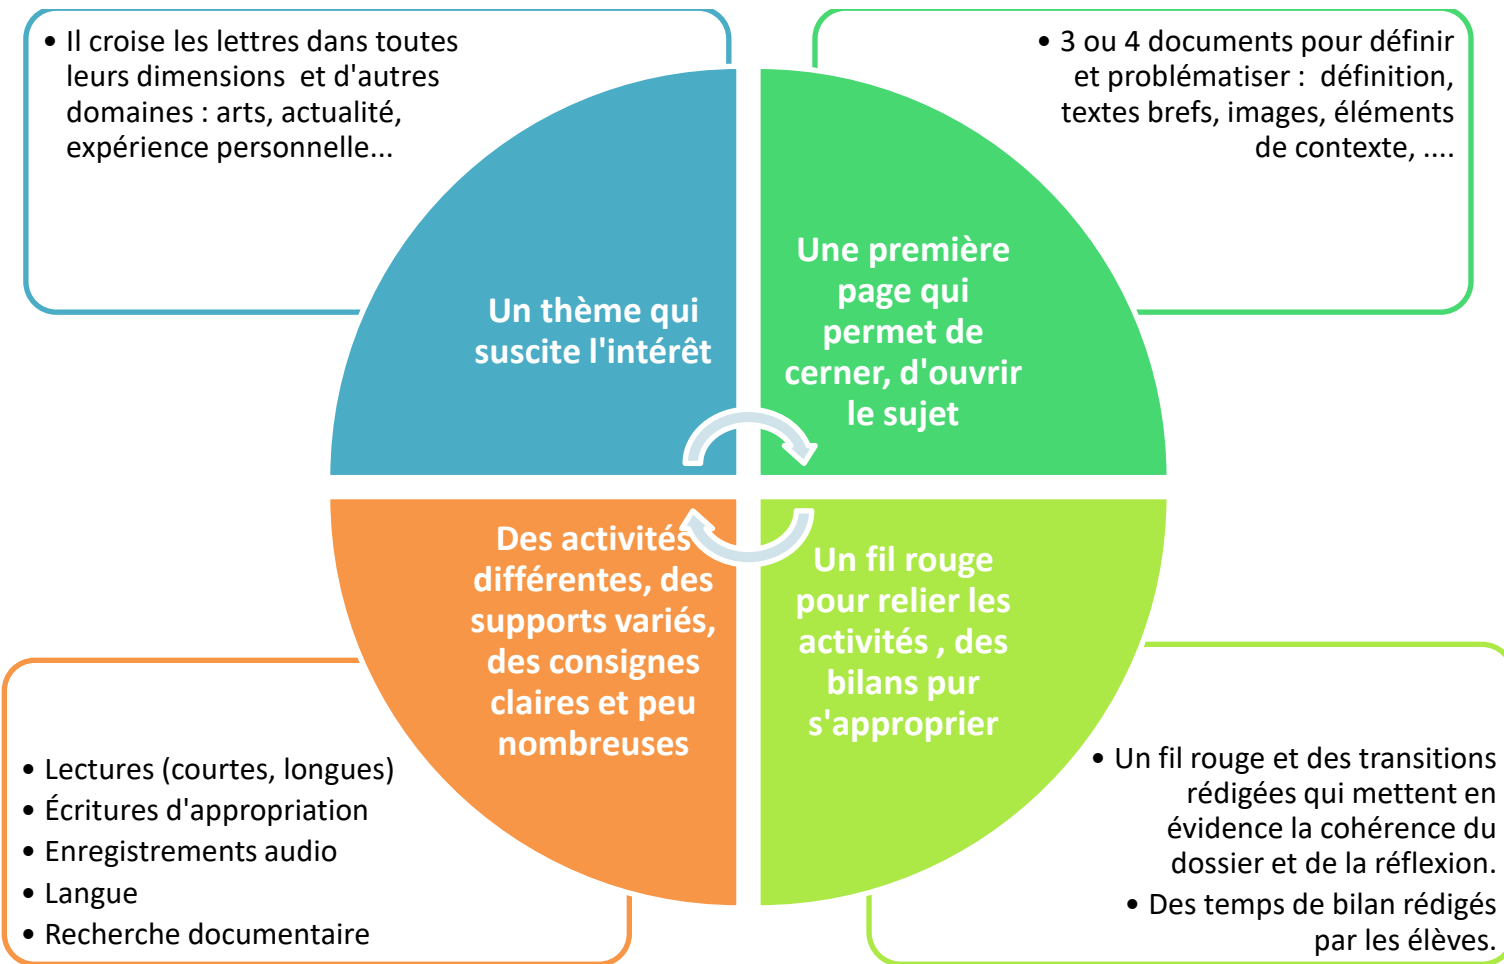 • Il croise les lettres dans toutes
leurs dimensions  et d'autres
domaines : arts, actualité,
expérience personnelle...
• 3 ou 4 documents pour définir
et problématiser :  définition,
textes brefs, images, éléments
de contexte, ....
Un thème qui
suscite l'intérêt
Une première
page qui
permet de
cerner, d'ouvrir
le sujet
Des activités
différentes, des
supports variés,
des consignes
claires et peu
nombreuses
Un fil rouge
pour relier les
activités , des
bilans pur
s'approprier
• Lectures (courtes, longues)
• Écritures d'appropriation
• Enregistrements audio
• Langue
• Recherche documentaire
• Un fil rouge et des transitions
rédigées qui mettent en
évidence la cohérence du
dossier et de la réflexion.
• Des temps de bilan rédigés
par les élèves.